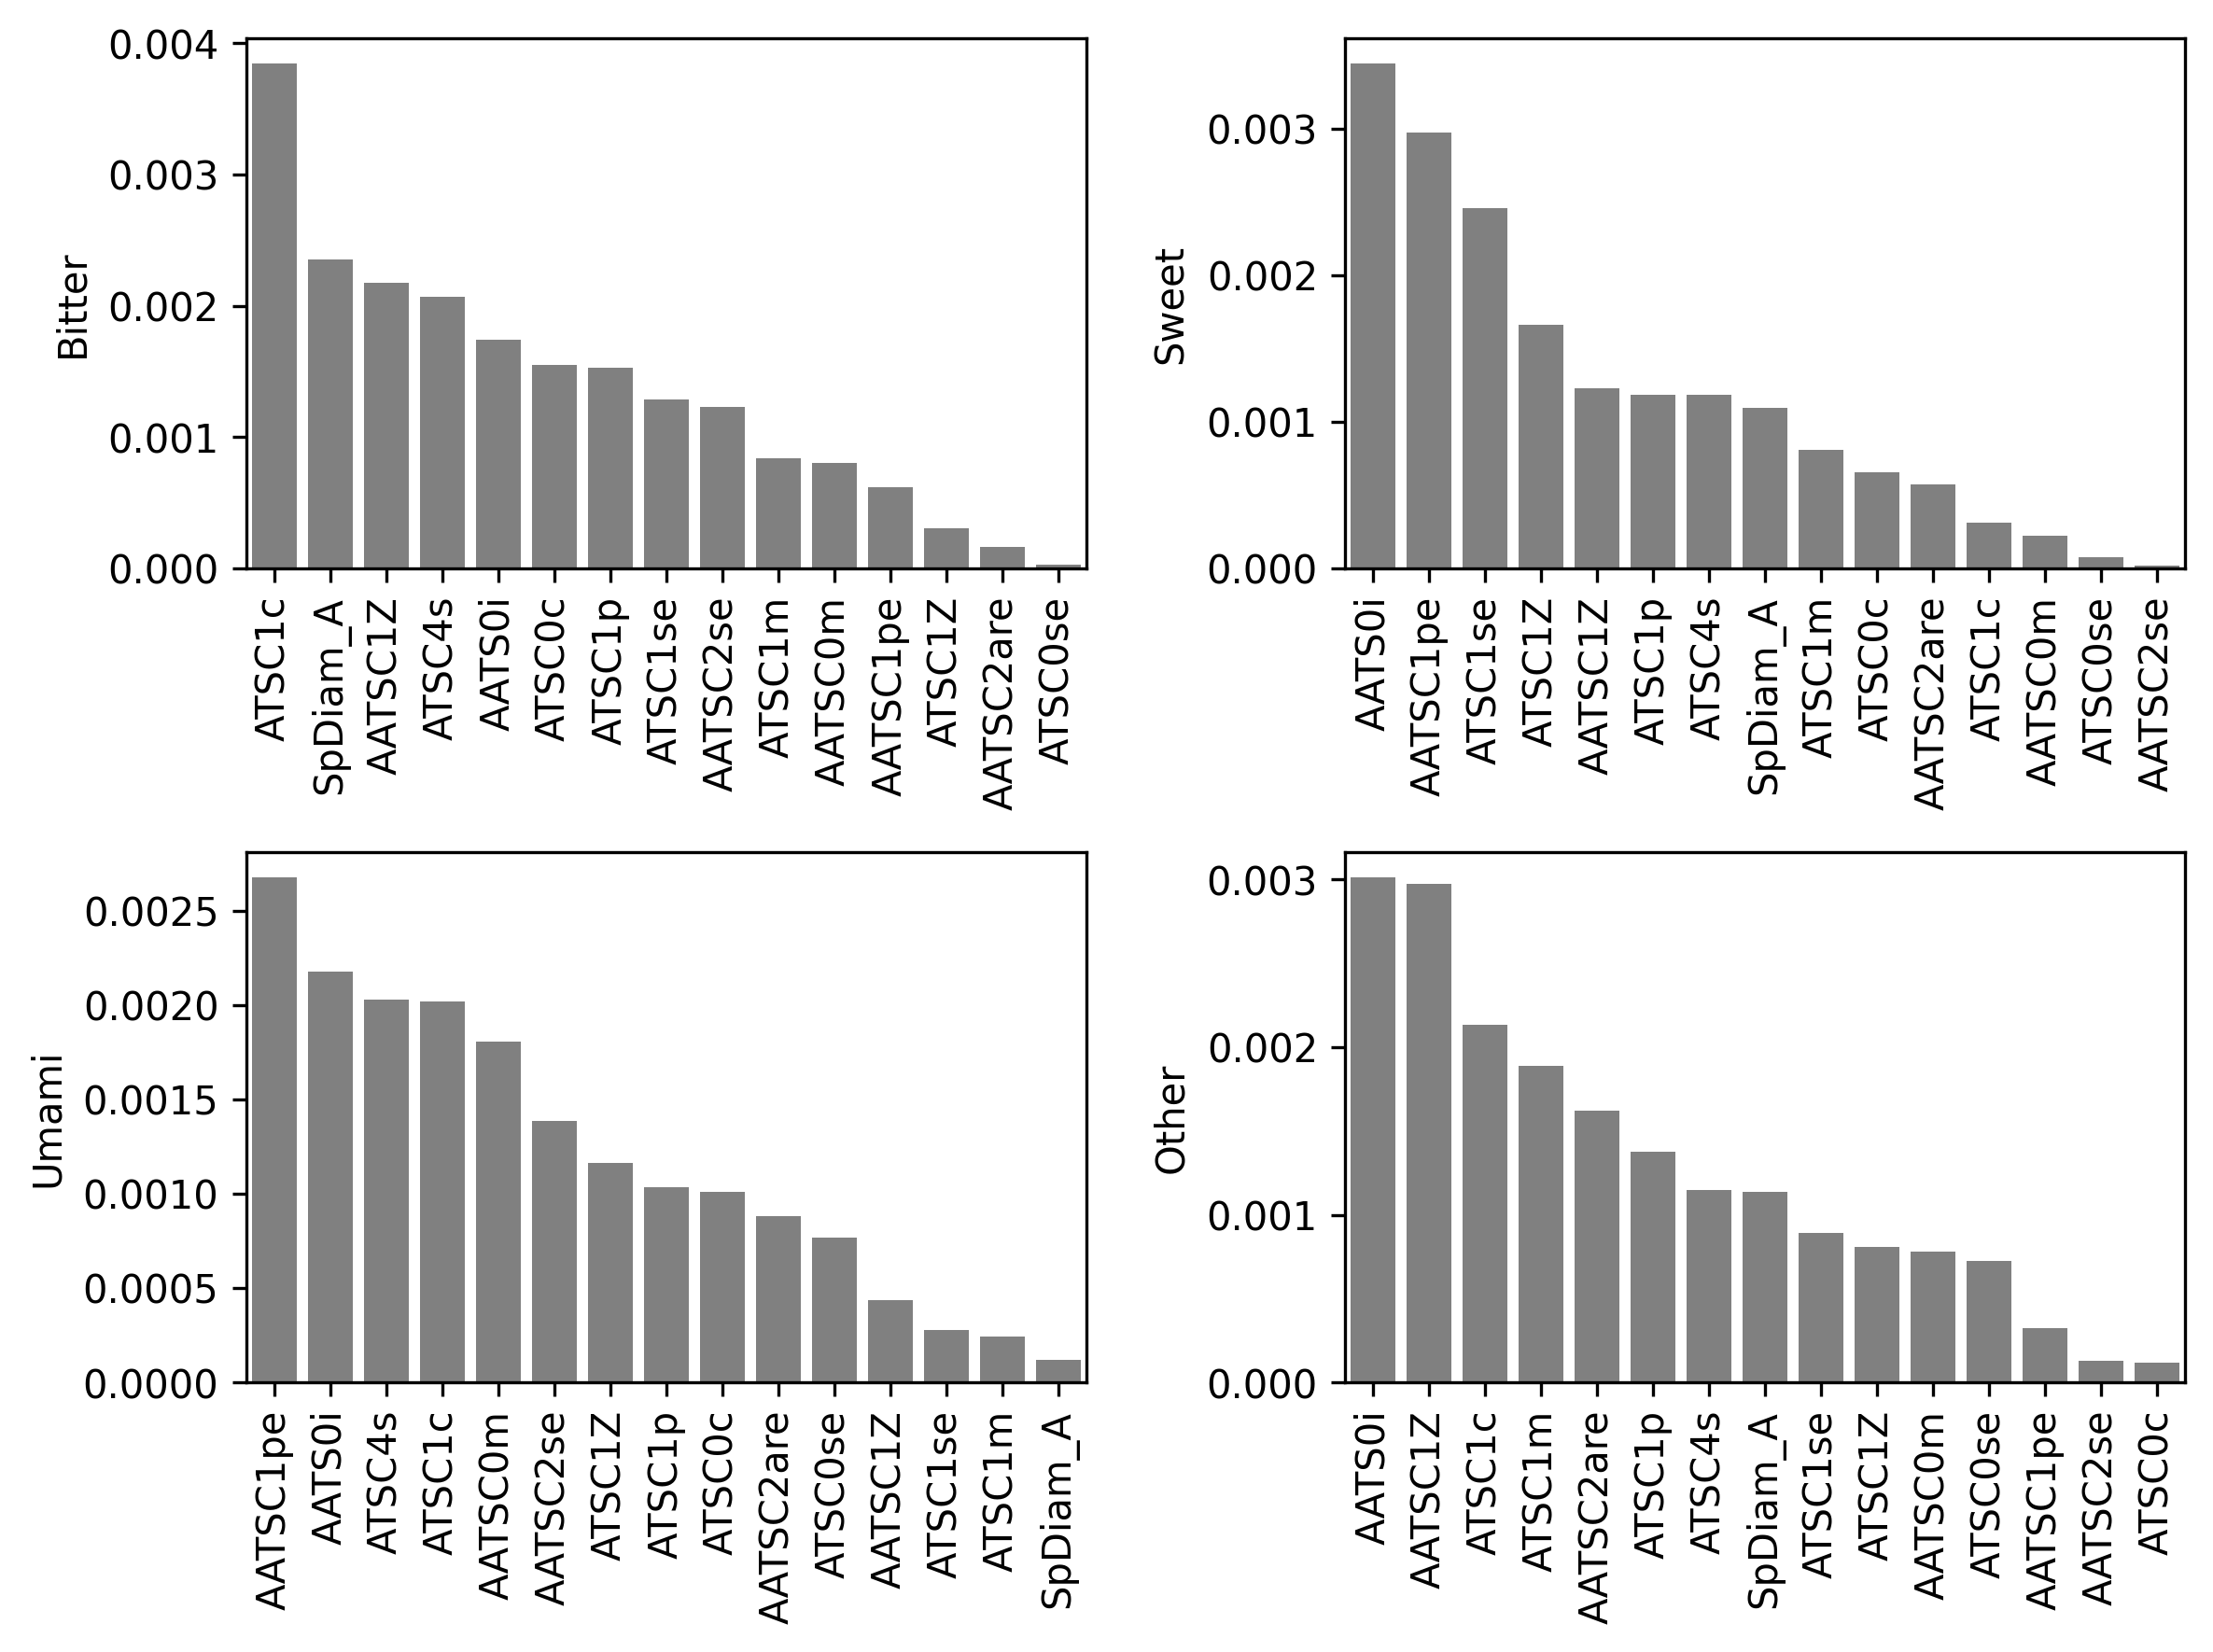 Bitter
0.004
0.003
0.002
0.001
0.000
ATSC1c
SpDiam_A
AATSC1Z
ATSC4s
AATS0i
ATSC0c
ATSC1p
ATSC1se
AATSC2se
ATSC1m
AATSC0m
AATSC1pe
ATSC1Z
AATSC2are
ATSC0se
Sweet
0.003
0.002
0.001
0.000
AATS0i
AATSC1pe
ATSC1se
ATSC1Z
AATSC1Z
ATSC1p
ATSC4s
SpDiam_A
ATSC1m
ATSC0c
AATSC2are
ATSC1c
AATSC0m
ATSC0se
AATSC2se
Umami
0.0025
0.0020
0.0015
0.0010
0.0005
0.0000
AATSC1pe
AATS0i
ATSC4s
ATSC1c
AATSC0m
AATSC2se
ATSC1Z
ATSC1p
ATSC0c
AATSC2are
ATSC0se
AATSC1Z
ATSC1se
ATSC1m
SpDiam_A
Other
0.003
0.002
0.001
0.000
AATS0i
AATSC1Z
ATSC1c
ATSC1m
AATSC2are
ATSC1p
ATSC4s
SpDiam_A
ATSC1se
ATSC1Z
AATSC0m
ATSC0se
AATSC1pe
AATSC2se
ATSC0c